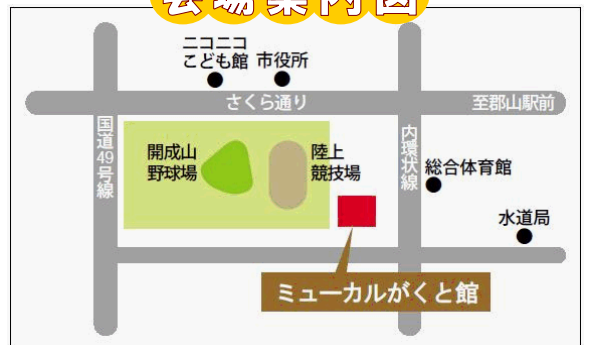 会場案内図
ニコニコ
こども館
市役所
さくら通り
至郡山駅前
国道49号線
開成山
野球場
陸上
競技場
内環状線
総合体育館
水道局
ミューカルがくと館